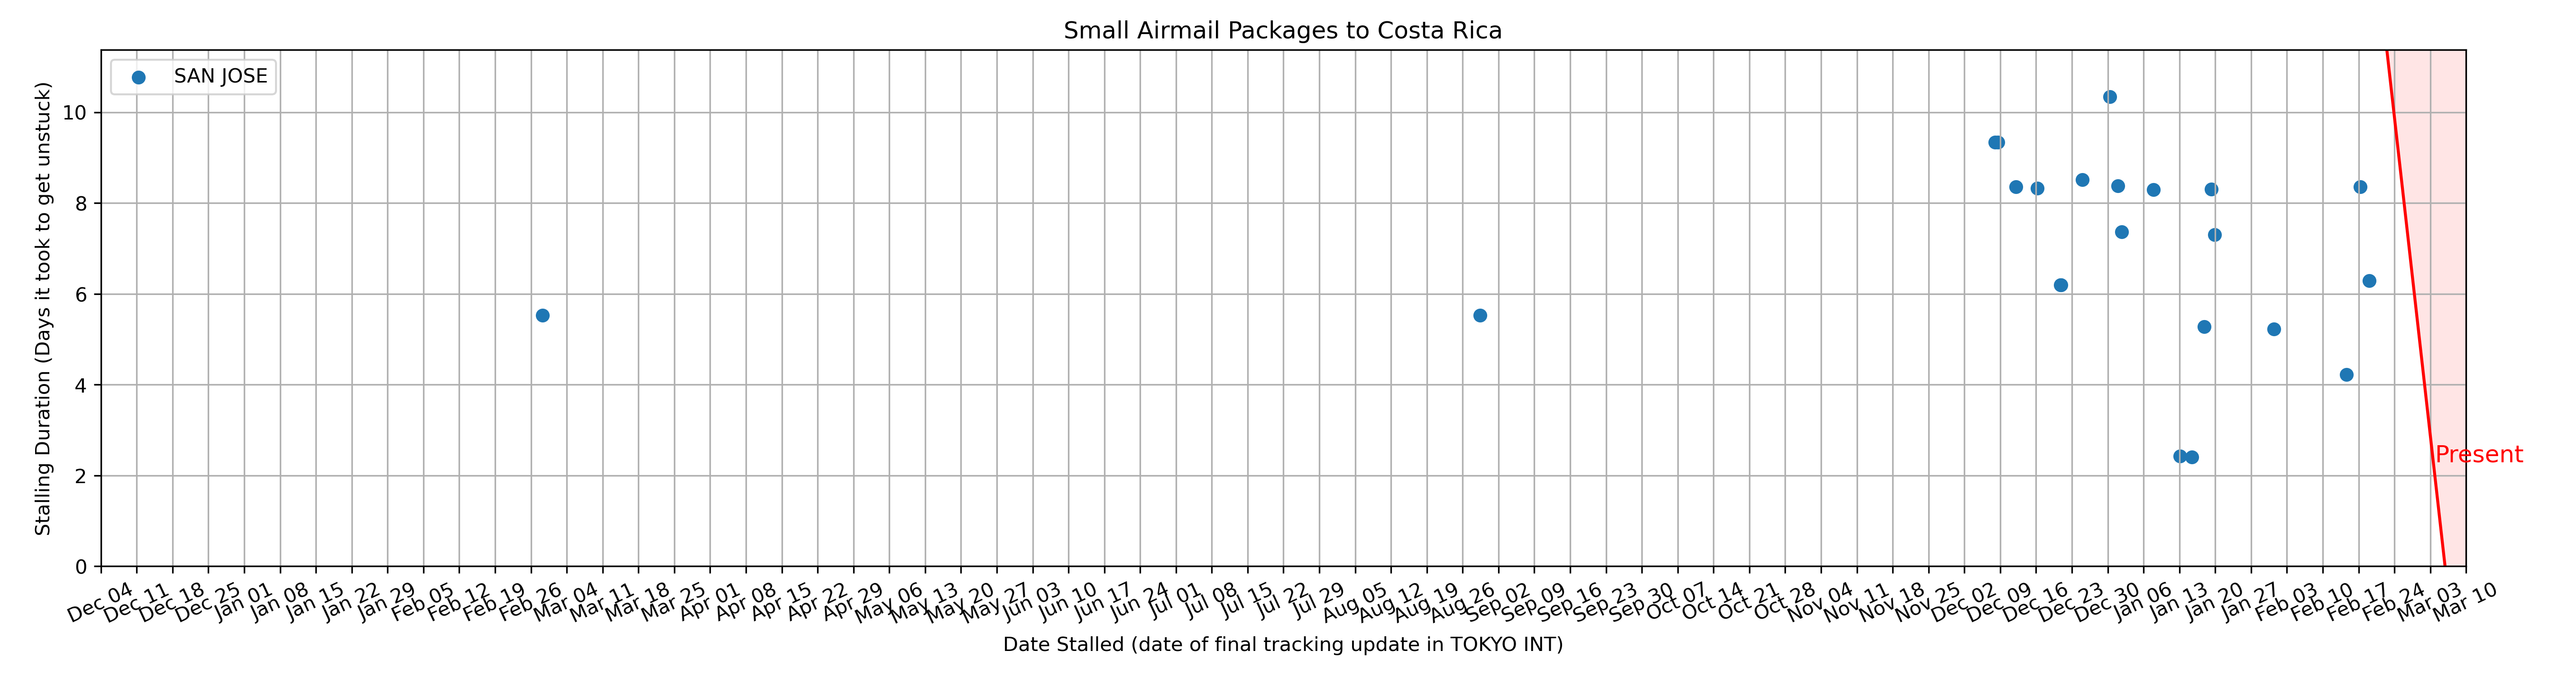 Small Airmail Packages to Costa Rica
SAN JOSE
Stalling Duration (Days it took to get unstuck)
10
8
6
4
2
0
Present
Dec 04 Dec 11 Dec 18 Dec 25 Jan 01 Jan 08 Jan 15 Jan 22 Jan 29 Feb 05 Feb 12 Feb 19 Feb 26 Mar 04 Mar 11 Mar 18 Mar 25 Apr 01 Apr 08 Apr 15 Apr 22 Apr 29 May 06 May 13 May 20 May 27 Jun 03 Jun 10 Jun 17 Jun 24 Jul 01 Jul 08 Jul 15 Jul 22 Jul 29 Aug 05 Aug 12 Aug 19 Aug 26 Sep 02 Sep 09 Sep 16 Sep 23 Sep 30 Oct 07 Oct 14 Oct 21 Oct 28 Nov 04 Nov 11 Nov 18 Nov 25 Dec 02 Dec 09 Dec 16 Dec 23 Dec 30 Jan 06 Jan 13 Jan 20 Jan 27 Feb 03 Feb 10 Feb 17 Feb 24 Mar 03 Mar 10
Date Stalled (date of final tracking update in TOKYO INT)